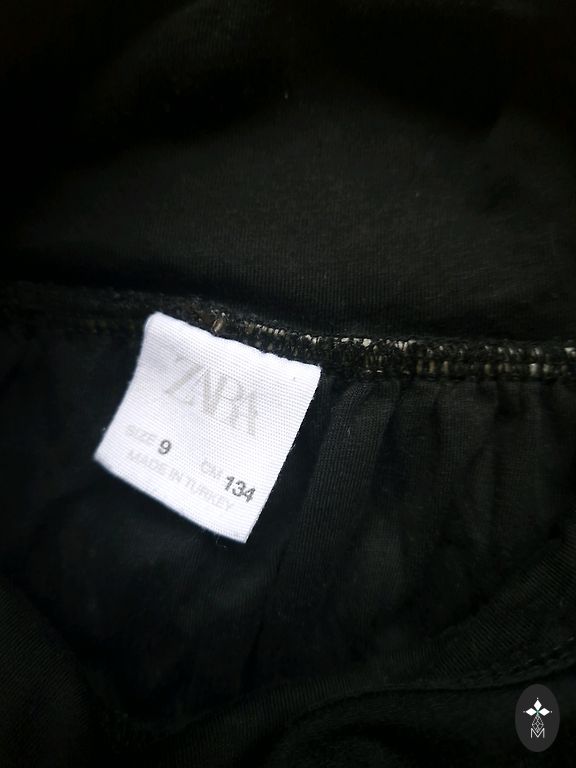 ZARA
SIZE 9 CM 134
MADE IN TURKEY
M